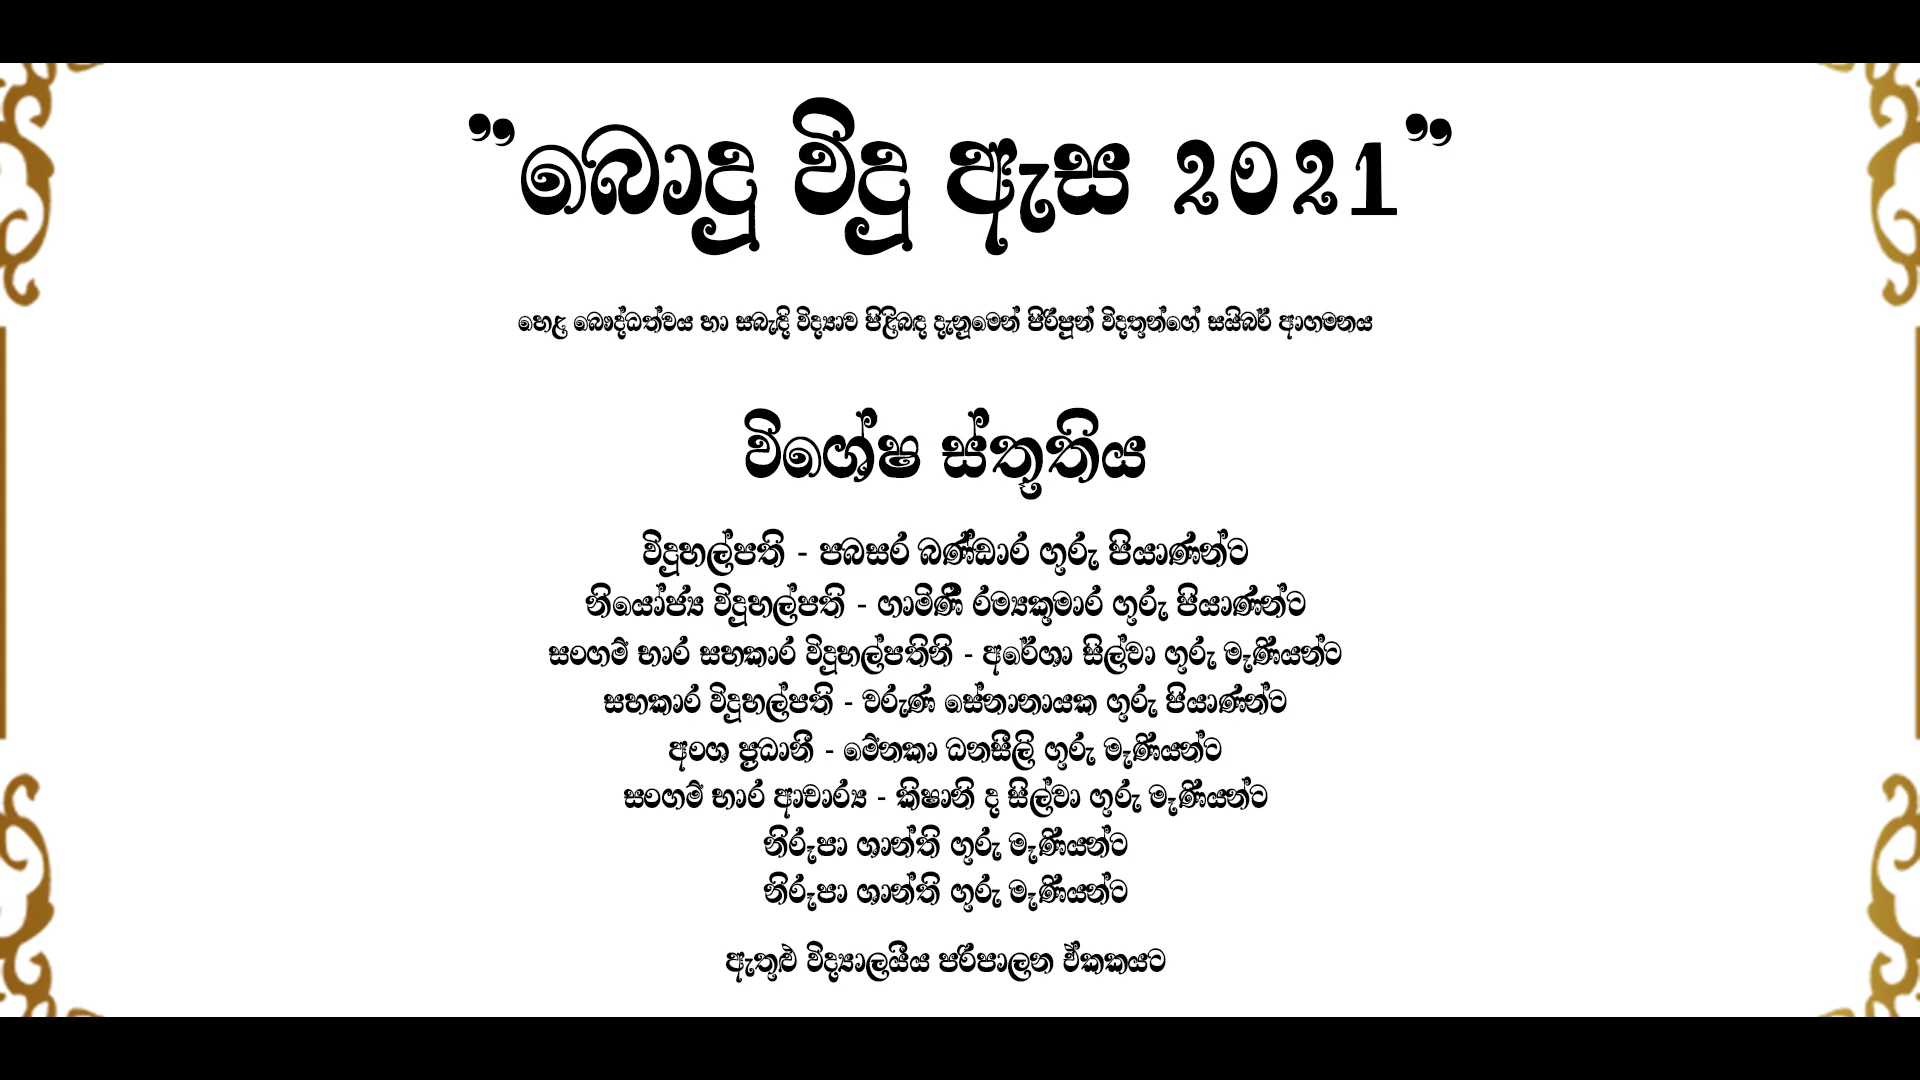 ”බොදු විදු ඇස 2021”
හෙළ බෞද්ධත්වය හා සබැඳි විද්‍යාව පිළිබඳ දැනුමෙන් පිරිපුන් විදතුන්ගේ සයිබර් ආගමනය
විශේෂ ස්තූතිය
විදුහල්පති - පබසර බණ්ඩාර ගුරු පියාණන්ට
නියෝජ්‍ය විදුහල්පති - ගාමිණී රම්‍යකුමාර ගුරු පියාණන්ට
සංගම් භාර සහකාර විදුහල්පතිනි - අරේශා සිල්වා ගුරු මෑණියන්ට
සහකාර විදුහල්පති - වරුණ සේනානායක ගුරු පියාණන්ට
අංශ ප්‍රධානී - මේනකා ධනසීලි ගුරු මෑණියන්ට
සංගම් භාර ආචාර්ය - ක්‍රිෂානි ද සිල්වා ගුරු මෑණියන්ට
නිරූපා ශාන්ති ගුරු මෑණියන්ට
නිරූපා ශාන්ති ගුරු මෑණියන්ට
ඇතුළු විද්‍යාලයීය පරිපාලන ඒකකයට